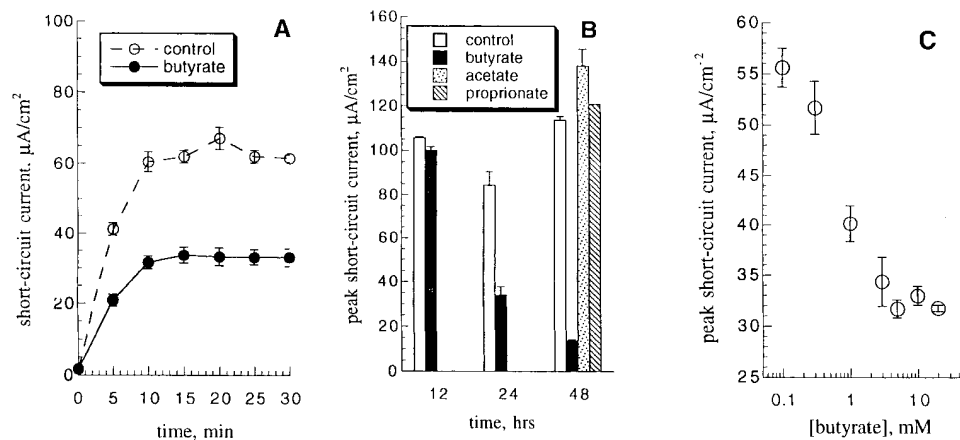 A
control
butyrate
short-circuit current. µA/cm²
100
80
60
40
20
0
0 5 10 15 20 25 30
time, min
B
control
butyrate
acetate
proprionate
peak short-circuit current, µA/cm²
160
140
120
100
80
60
40
20
0
12 24 48
time, hrs
C
peak short-circuit current, µA/cm⁻²
60
55
50
45
40
35
30
25
0.1 1 10
[butyrate], mM